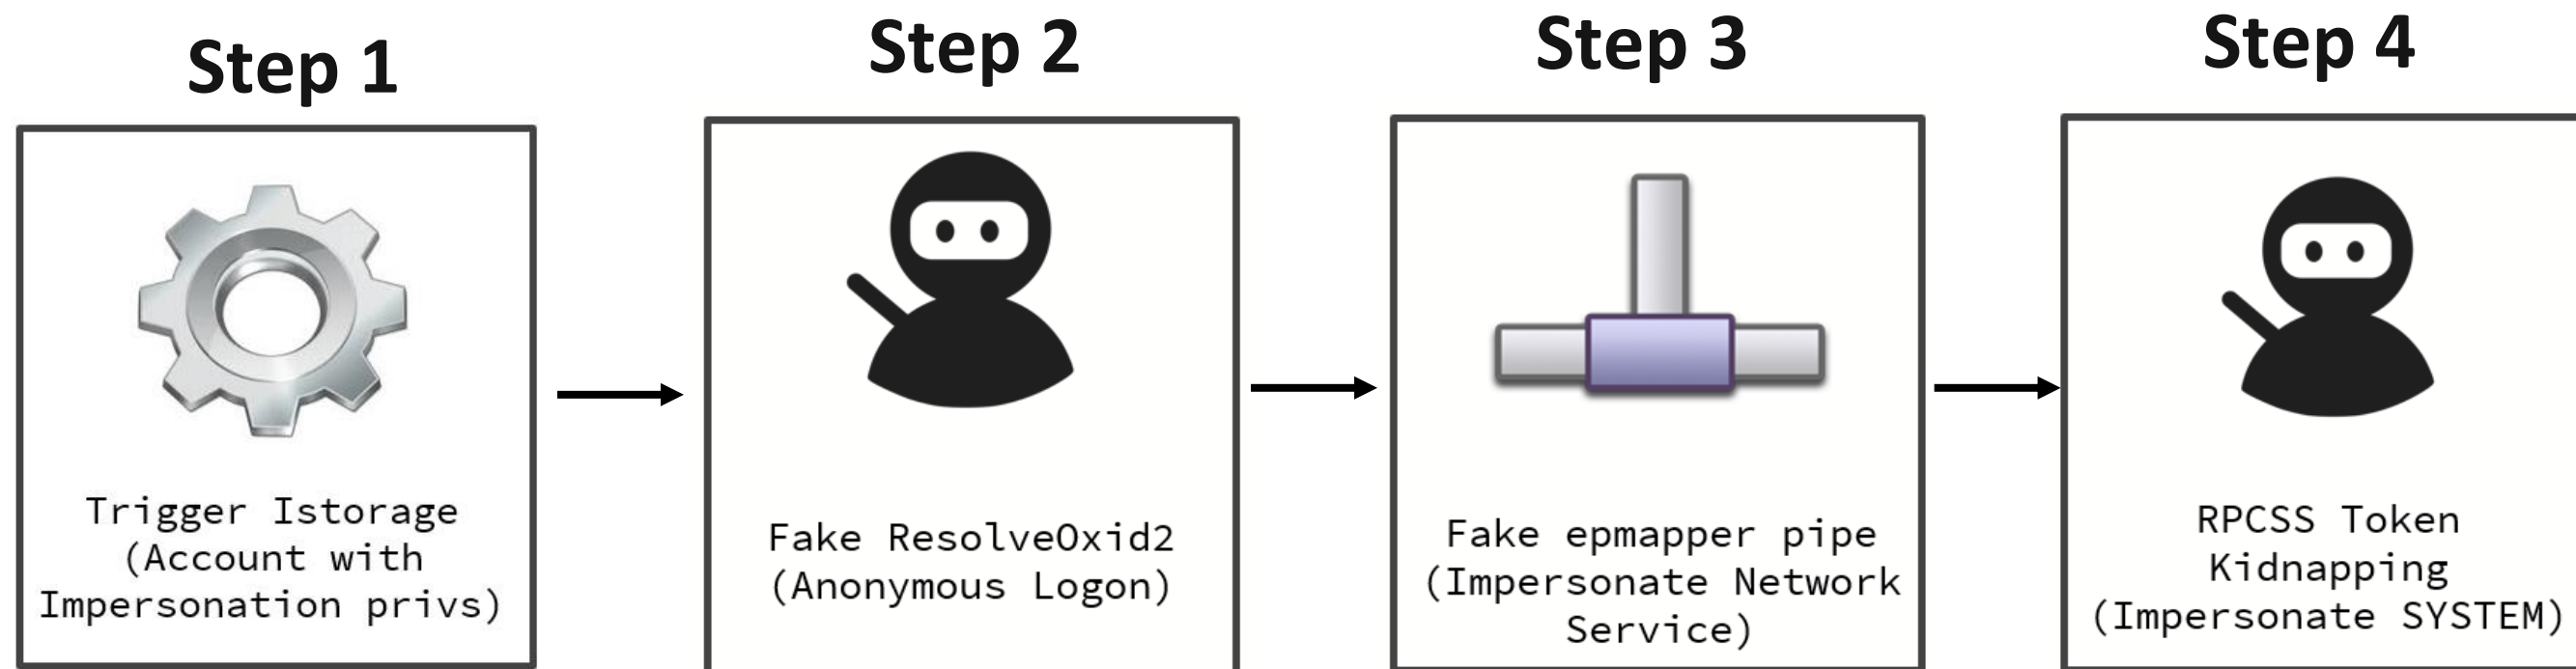 Step 1
Trigger Istorage
(Account with
Impersonation privs)
Step 2
Fake ResolveOxid2
(Anonymous Logon)
Step 3
Fake epmapper pipe
(Impersonate Network
Service)
Step 4
RPCSS Token
Kidnapping
(Impersonate SYSTEM)